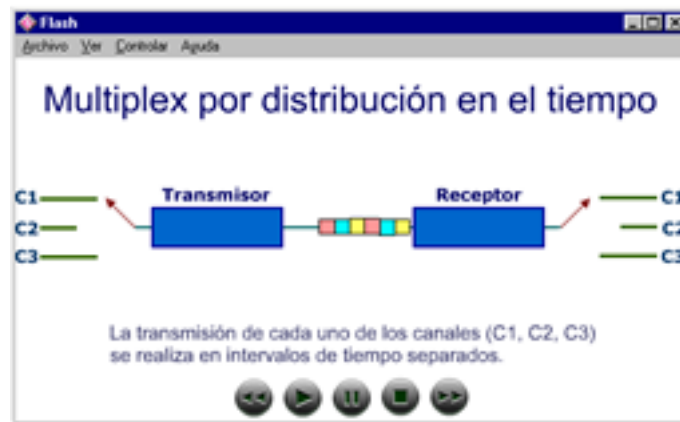 Flash
Archivo Ver Controlar Ayuda
Multiplex por distribución en el tiempo
Transmisor Receptor
C1 C1
C2 C2
C3 C3
La transmisión de cada uno de los canales (C1, C2, C3)
se realiza en intervalos de tiempo separados.